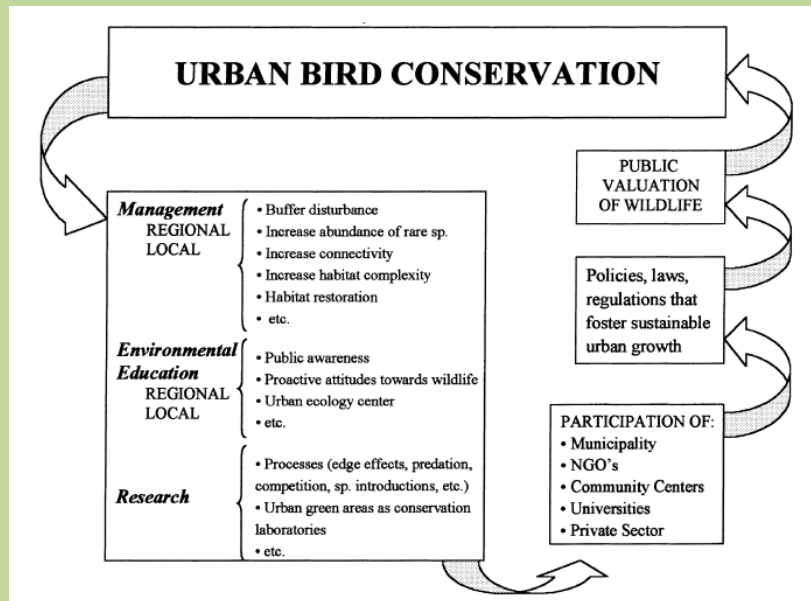 URBAN BIRD CONSERVATION
Management
REGIONAL
LOCAL
• Buffer disturbance
• Increase abundance of rare sp.
• Increase connectivity
• Increase habitat complexity
• Habitat restoration
• etc.
Environmental
Education
REGIONAL
LOCAL
• Public awareness
• Proactive attitudes towards wildlife
• Urban ecology center
• etc.
Research
• Processes (edge effects, predation,
competition, sp. introductions, etc.)
• Urban green areas as conservation
laboratories
• etc.
PARTICIPATION OF:
• Municipality
• NGO's
• Community Centers
• Universities
• Private Sector
Policies, laws,
regulations that
foster sustainable
urban growth
PUBLIC
VALUATION
OF WILDLIFE